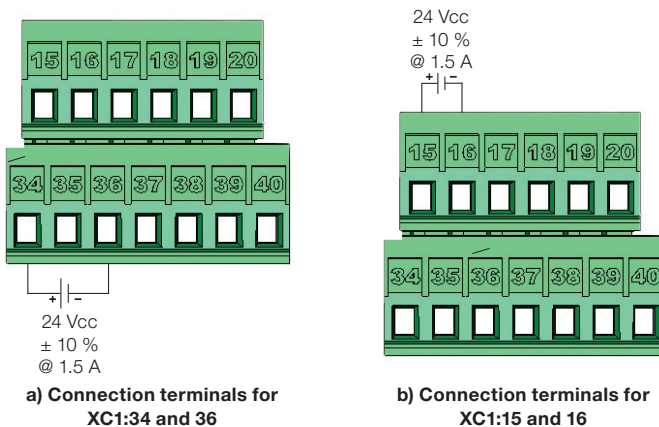 15 16 17 18 19 20
34 35 36 37 38 39 40
+ −
24 Vcc
± 10 %
@ 1.5 A
a) Connection terminals for
XC1:34 and 36
24 Vcc
± 10 %
@ 1.5 A
+ −
15 16 17 18 19 20
34 35 36 37 38 39 40
b) Connection terminals for
XC1:15 and 16